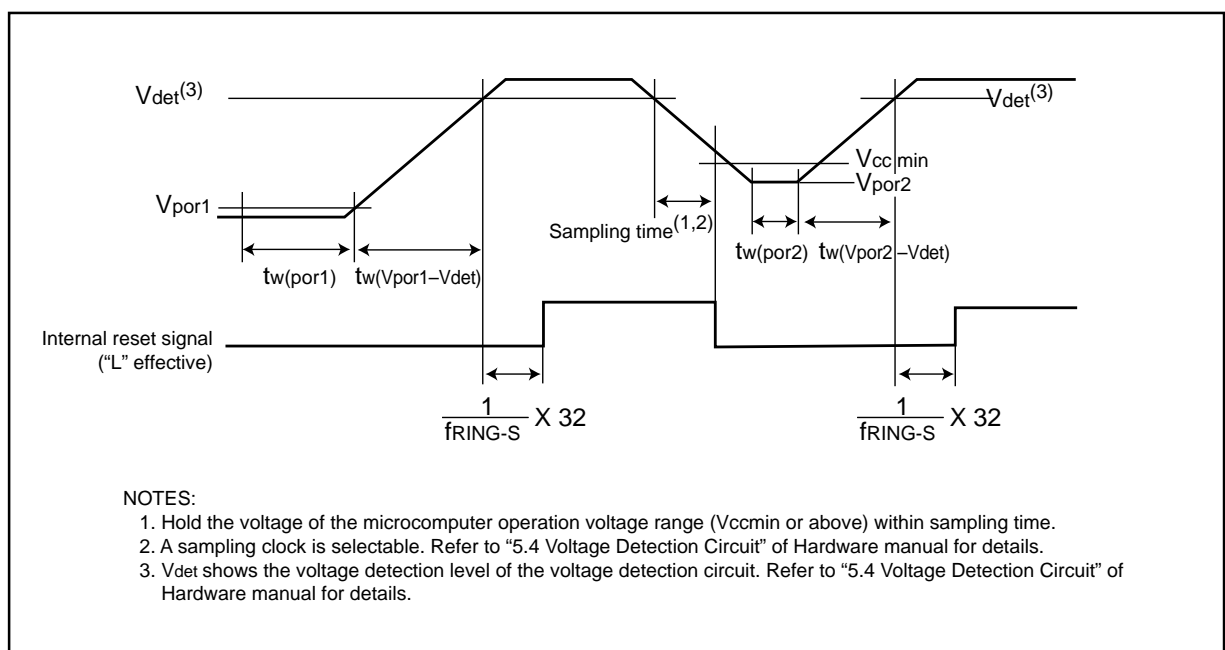 Vdet(3)
Vdet(3)
Vcc min
Vpor2
Vpor1
Sampling time(1,2)
tw(por1)
tw(Vpor1–Vdet)
tw(por2)
tw(Vpor2 –Vdet)
Internal reset signal
(“L” effective)
1
fRING-S
X 32
1
fRING-S
X 32
NOTES:
1. Hold the voltage of the microcomputer operation voltage range (Vccmin or above) within sampling time.
2. A sampling clock is selectable. Refer to “5.4 Voltage Detection Circuit” of Hardware manual for details.
3. Vdet shows the voltage detection level of the voltage detection circuit. Refer to “5.4 Voltage Detection Circuit” of
Hardware manual for details.